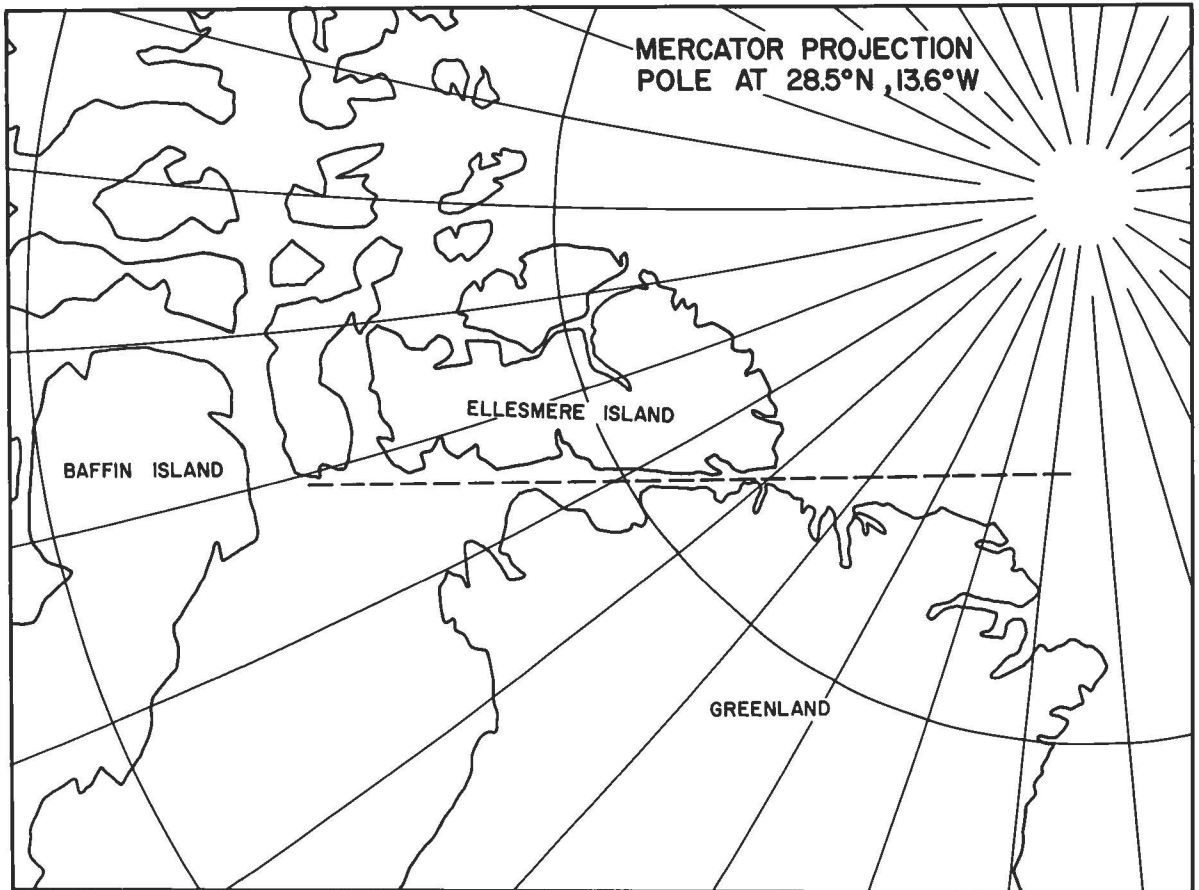 MERCATOR PROJECTION
POLE AT 28.5°N, 13.6°W
ELLESMERE ISLAND
BAFFIN ISLAND
GREENLAND